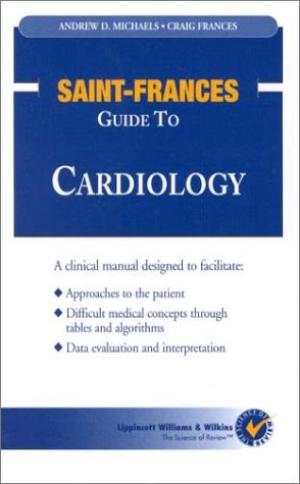 ANDREW D. MICHAELS • CRAIG FRANCES
SAINT-FRANCES
GUIDE TO
CARDIOLOGY
A clinical manual designed to facilitate:
◆ Approaches to the patient
◆ Difficult medical concepts through
tables and algorithms
◆ Data evaluation and interpretation
Lippincott Williams & Wilkins
The Science of Review™